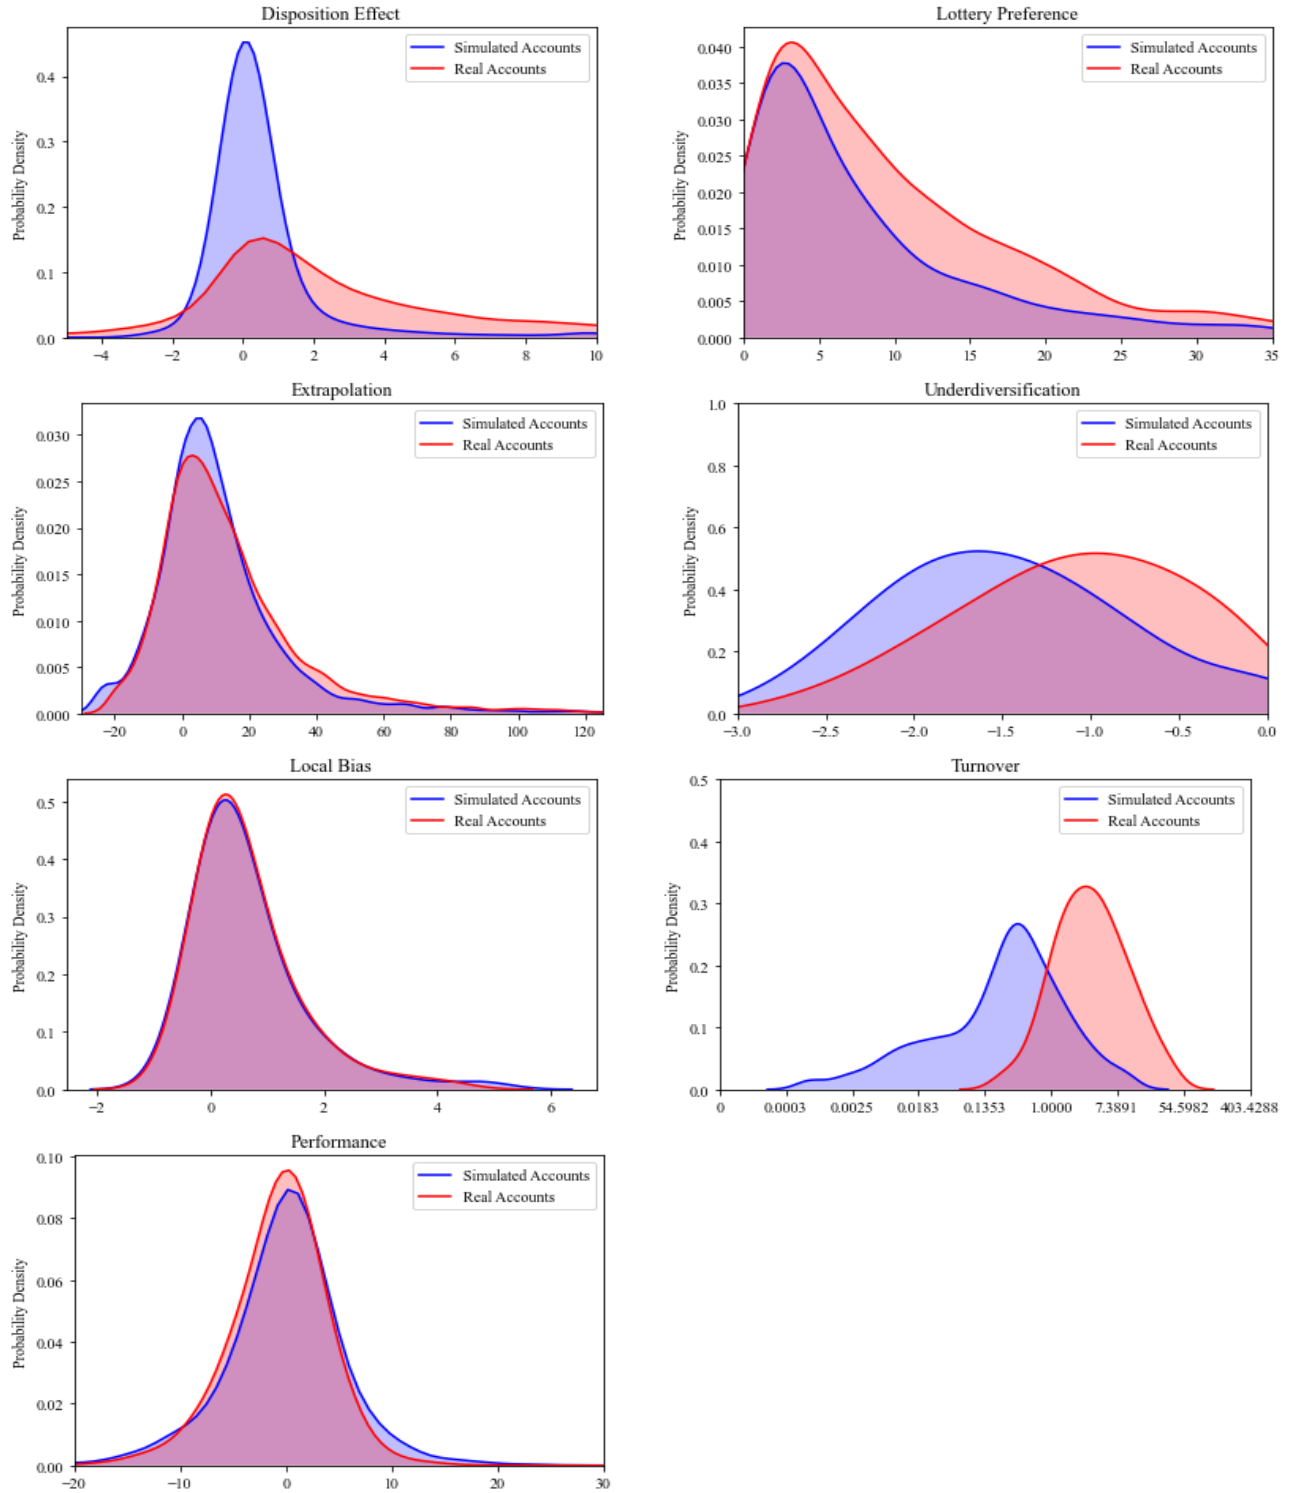 Disposition Effect
Simulated Accounts
Real Accounts
Probability Density
0.4
0.3
0.2
0.1
0.0
−4 −2 0 2 4 6 8 10
Lottery Preference
Simulated Accounts
Real Accounts
Probability Density
0.040
0.035
0.030
0.025
0.020
0.015
0.010
0.005
0.000
0 5 10 15 20 25 30 35
Extrapolation
Simulated Accounts
Real Accounts
Probability Density
0.030
0.025
0.020
0.015
0.010
0.005
0.000
−20 0 20 40 60 80 100 120
Underdiversification
Simulated Accounts
Real Accounts
Probability Density
1.0
0.8
0.6
0.4
0.2
0.0
−3.0 −2.5 −2.0 −1.5 −1.0 −0.5 0.0
Local Bias
Simulated Accounts
Real Accounts
Probability Density
0.5
0.4
0.3
0.2
0.1
0.0
−2 0 2 4 6
Turnover
Simulated Accounts
Real Accounts
Probability Density
0.5
0.4
0.3
0.2
0.1
0.0
0 0.0003 0.0025 0.0183 0.1353 1.0000 7.3891 54.5982 403.4288
Performance
Simulated Accounts
Real Accounts
Probability Density
0.10
0.08
0.06
0.04
0.02
0.00
−20 −10 0 10 20 30